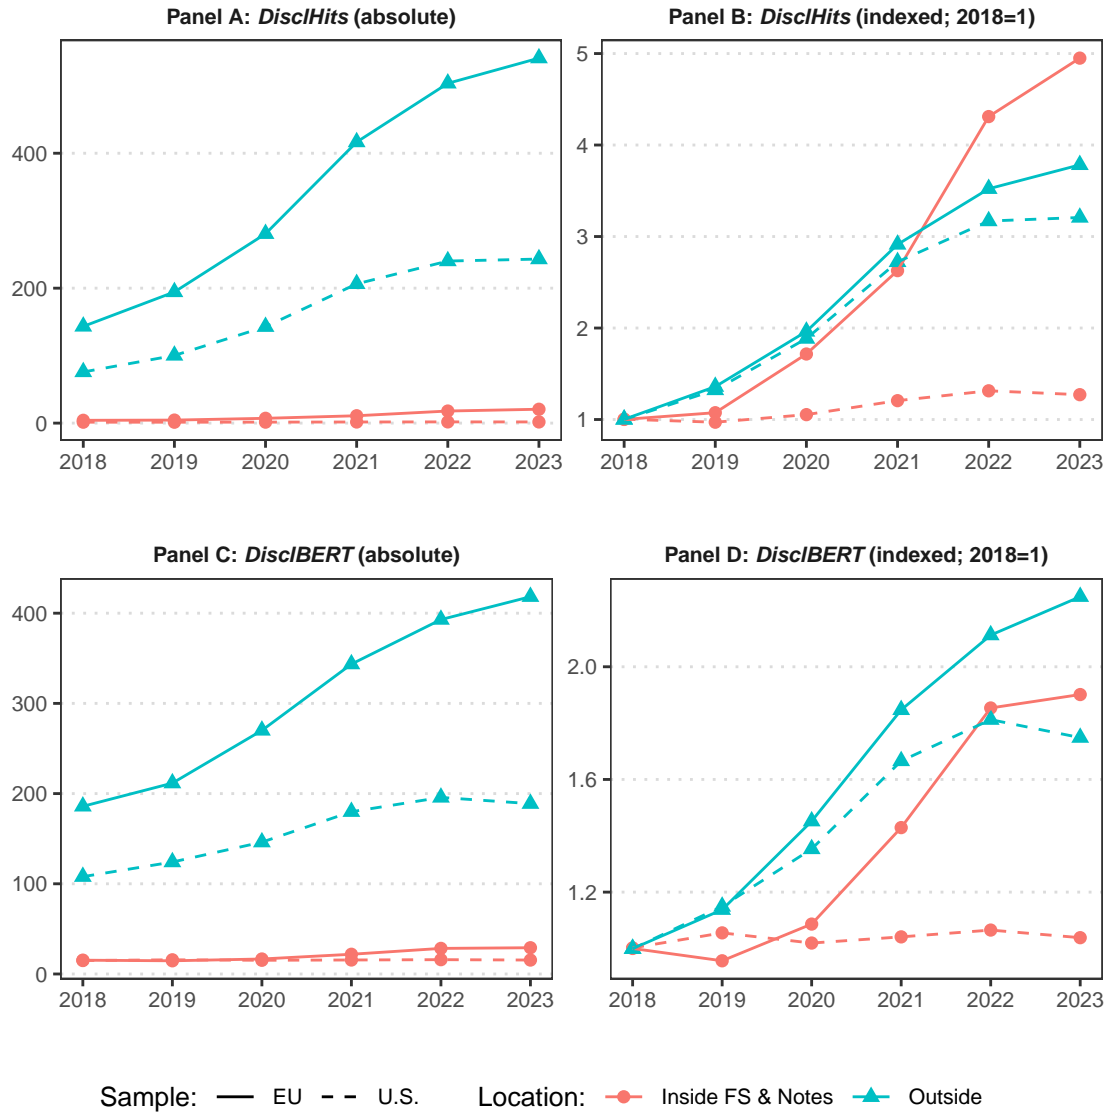 Panel A: DisclHits (absolute)
400
200
0
2018 2019 2020 2021 2022 2023
Panel B: DisclHits (indexed; 2018=1)
5
4
3
2
1
2018 2019 2020 2021 2022 2023
Panel C: DisclBERT (absolute)
400
300
200
100
0
2018 2019 2020 2021 2022 2023
Panel D: DisclBERT (indexed; 2018=1)
2.0
1.6
1.2
2018 2019 2020 2021 2022 2023
Sample: EU U.S. Location: Inside FS & Notes Outside